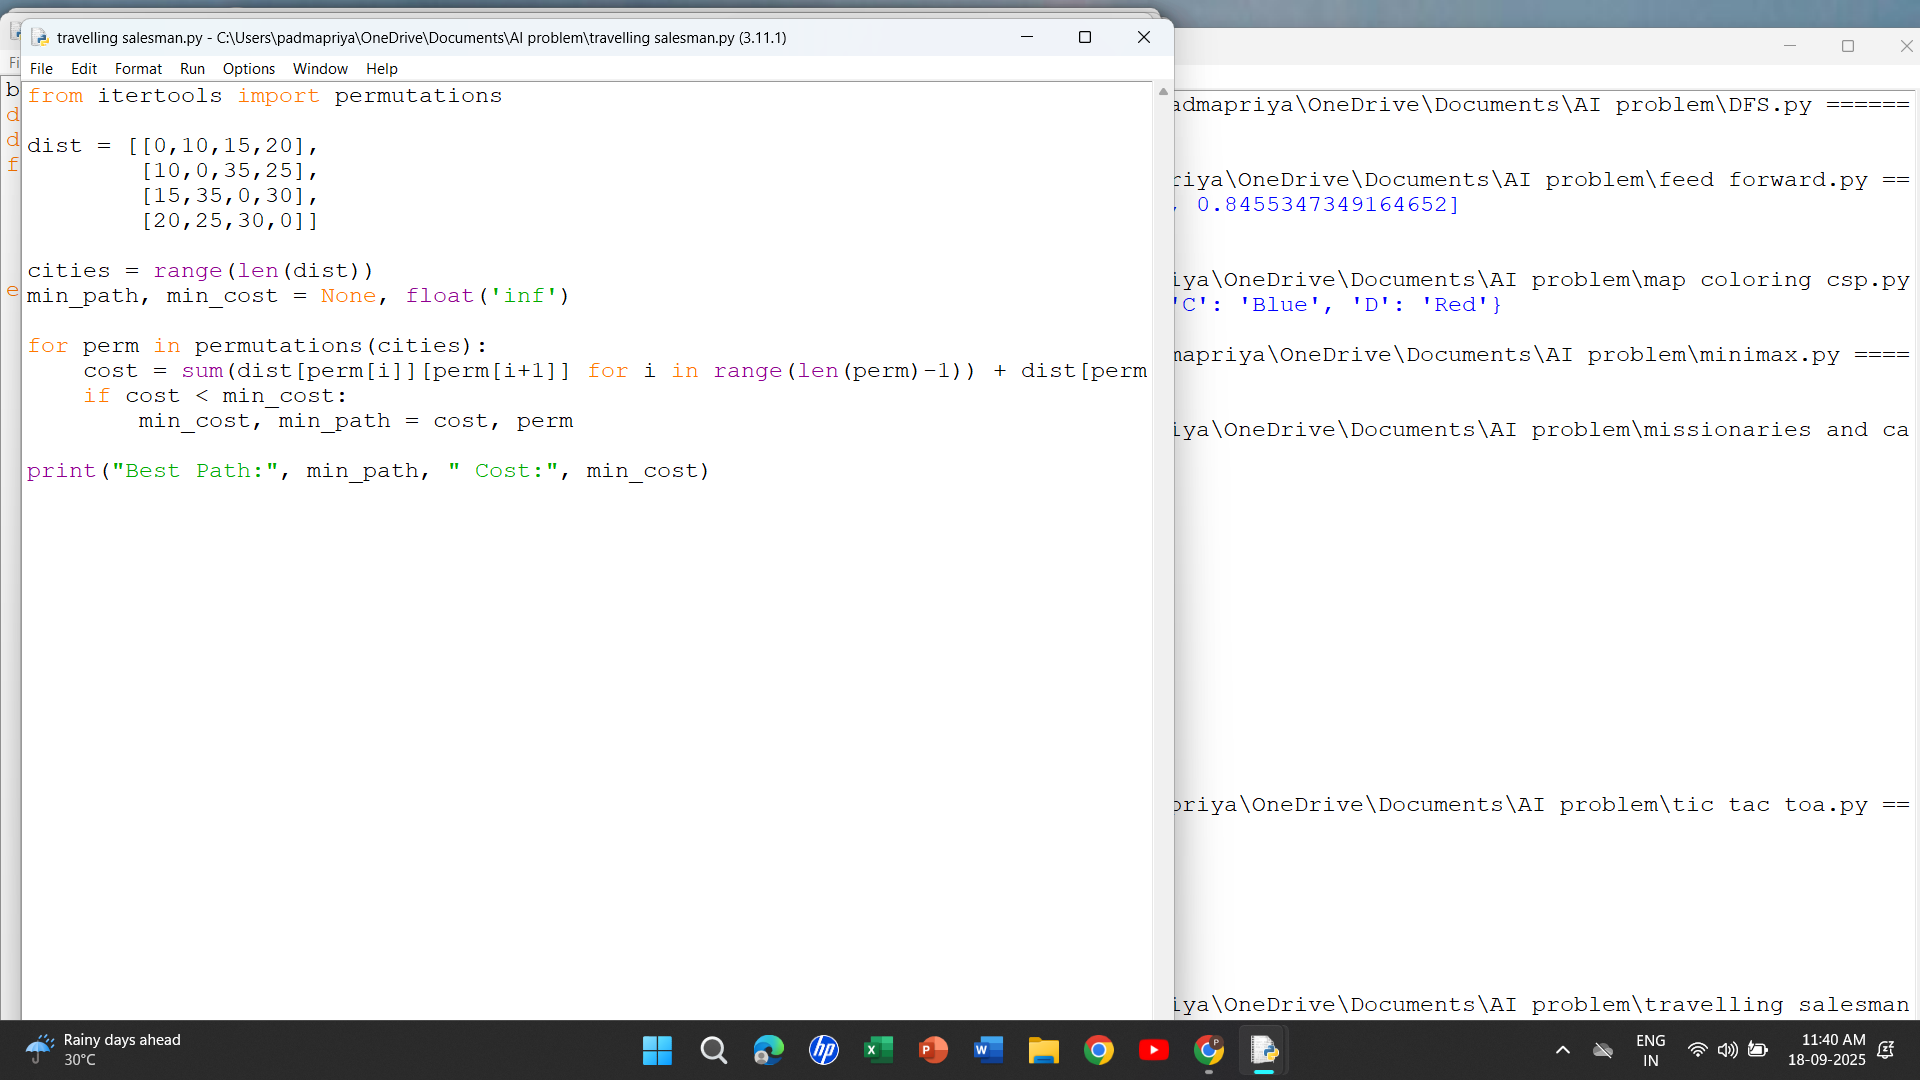 travelling salesman.py - C:\Users\padmapriya\OneDrive\Documents\AI problem\travelling salesman.py (3.11.1)
File Edit Format Run Options Window Help
from itertools import permutations
dist = [[0,10,15,20],
[10,0,35,25],
[15,35,0,30],
[20,25,30,0]]
cities = range(len(dist))
min_path, min_cost = None, float('inf')
for perm in permutations(cities):
cost = sum(dist[perm[i]][perm[i+1]] for i in range(len(perm)-1)) + dist[perm
if cost < min_cost:
min_cost, min_path = cost, perm
print("Best Path:", min_path, " Cost:", min_cost)
Fi
b
d
d
f
e
admapriya\OneDrive\Documents\AI problem\DFS.py ======
riya\OneDrive\Documents\AI problem\feed forward.py ==
, 0.8455347349164652]
iya\OneDrive\Documents\AI problem\map coloring csp.py
'C': 'Blue', 'D': 'Red'}
mapriya\OneDrive\Documents\AI problem\minimax.py ====
iya\OneDrive\Documents\AI problem\missionaries and ca
priya\OneDrive\Documents\AI problem\tic tac toa.py ==
iya\OneDrive\Documents\AI problem\travelling salesman
Rainy days ahead
30°C
hp
P
W
P
ENG
IN
11:40 AM
18-09-2025